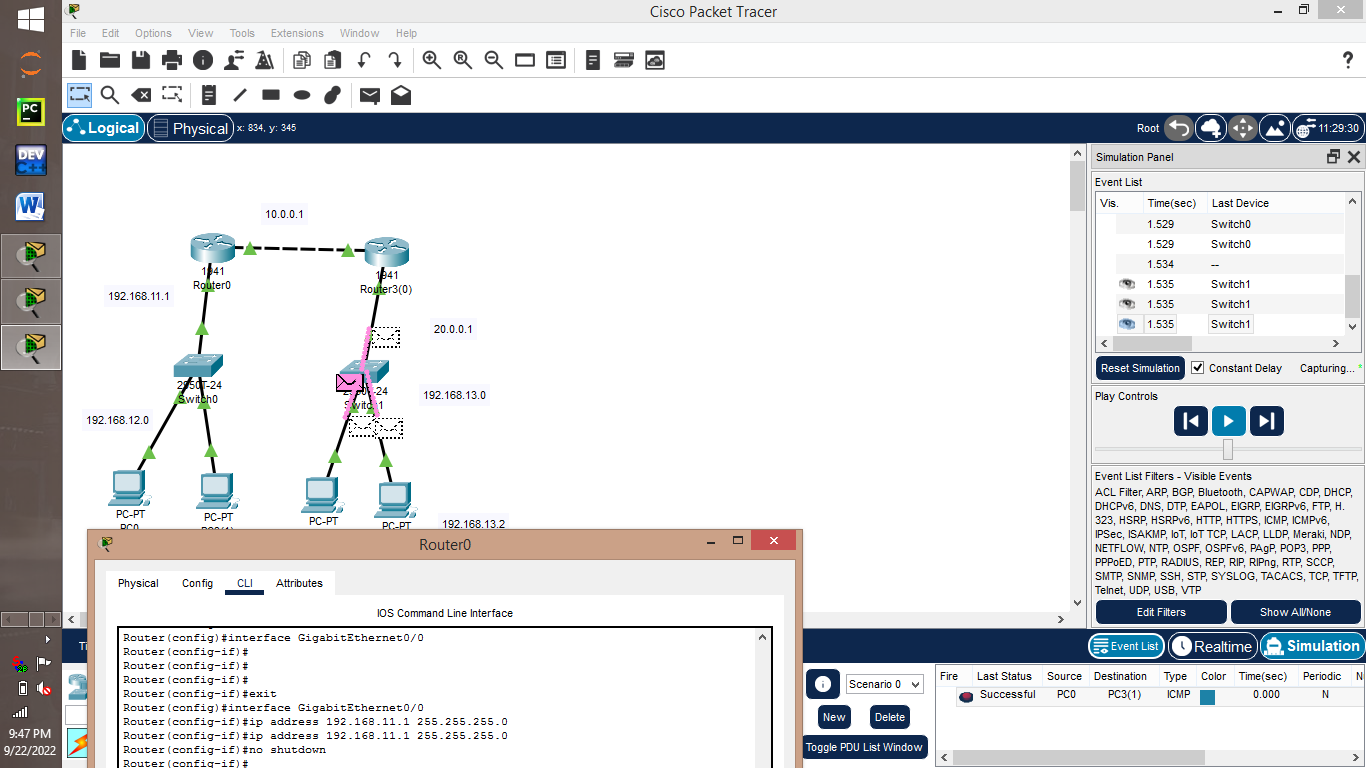 Cisco Packet Tracer
File Edit Options View Tools Extensions Window Help
PC
DEV
C++
W
Logical
Physical
x: 834, y: 345
Root
11:29:30
10.0.0.1
1941
Router0
1941
Router3(0)
192.168.11.1
20.0.0.1
2950T-24
Switch0
Switch1
192.168.12.0
192.168.13.0
PC-PT
PC0
PC-PT
PC-PT
PC-PT
192.168.13.2
Simulation Panel
Event List
Vis. Time(sec) Last Device
1.529 Switch0
1.529 Switch0
1.534 --
1.535 Switch1
1.535 Switch1
1.535 Switch1
Reset Simulation
Constant Delay
Capturing...
Play Controls
Event List Filters - Visible Events
ACL Filter, ARP, BGP, Bluetooth, CAPWAP, CDP, DHCP,
DHCPv6, DNS, DTP, EAPOL, EIGRP, EIGRPv6, FTP, H.
323, HSRP, HSRPv6, HTTP, HTTPS, ICMP, ICMPv6,
IPSec, ISAKMP, IoT, IoT TCP, LACP, LLDP, Meraki, NDP,
NETFLOW, NTP, OSPF, OSPFv6, PAgP, POP3, PPP,
PPPoED, PTP, RADIUS, REP, RIP, RIPng, RTP, SCCP,
SMTP, SNMP, SSH, STP, SYSLOG, TACACS, TCP, TFTP,
Telnet, UDP, USB, VTP
Edit Filters
Show All/None
Event List
Realtime
Simulation
Router0
Physical Config CLI Attributes
IOS Command Line Interface
Router(config)#interface GigabitEthernet0/0
Router(config-if)#
Router(config-if)#
Router(config-if)#
Router(config-if)#exit
Router(config)#interface GigabitEthernet0/0
Router(config-if)#ip address 192.168.11.1 255.255.255.0
Router(config-if)#ip address 192.168.11.1 255.255.255.0
Router(config-if)#no shutdown
Router(config-if)#
Scenario 0
New
Delete
Toggle PDU List Window
Fire Last Status Source Destination Type Color Time(sec) Periodic N
Successful PC0 PC3(1) ICMP 0.000 N
9:47 PM
9/22/2022